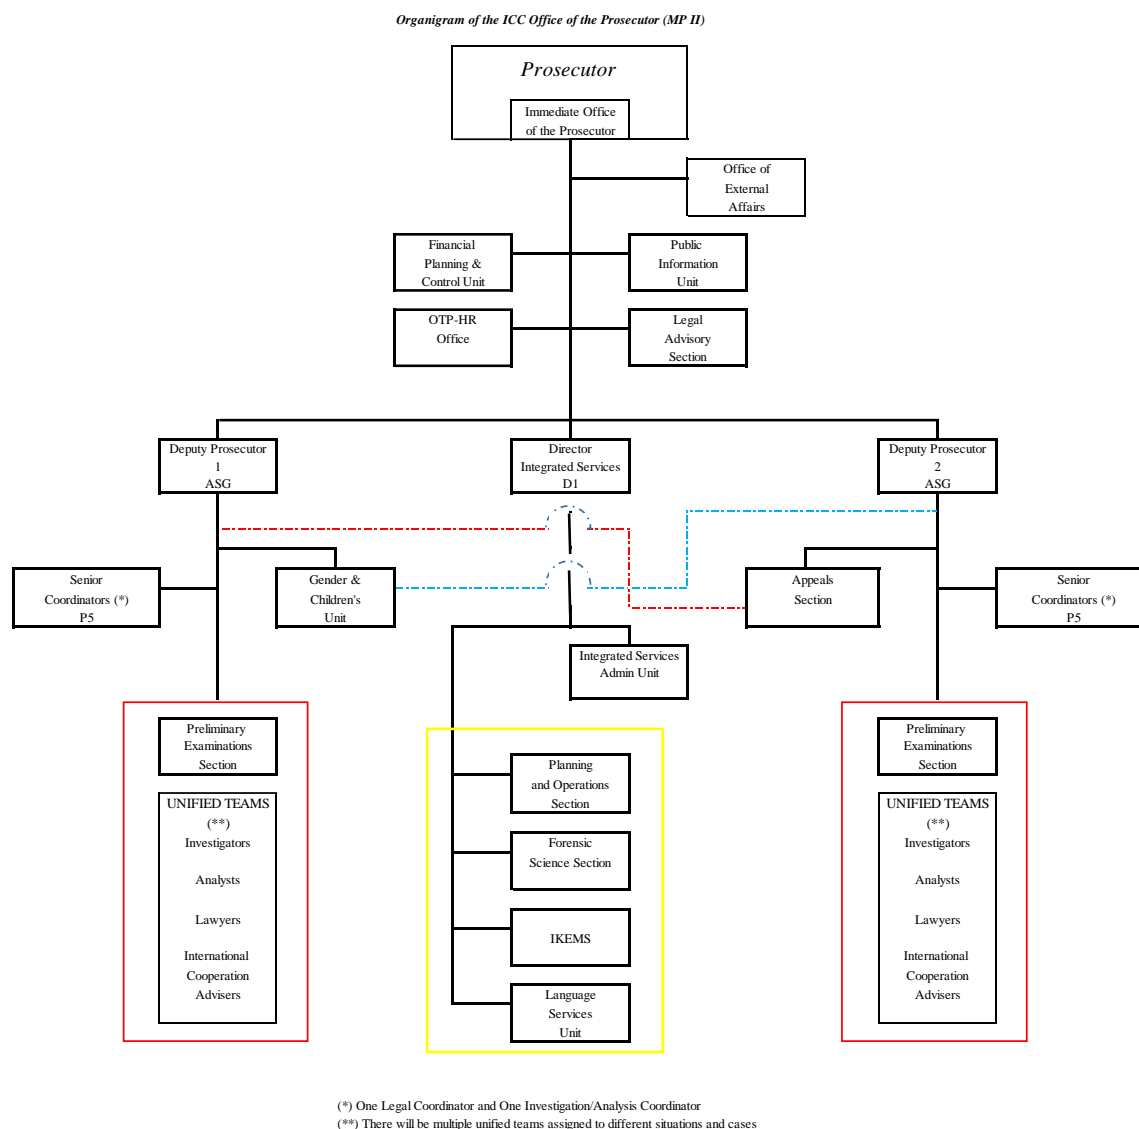 Organigram of the ICC Office of the Prosecutor (MP II)
Prosecutor
Immediate Office
of the Prosecutor
Office of
External
Affairs
Financial
Planning &
Control Unit
Public
Information
Unit
OTP-HR
Office
Legal
Advisory
Section
Deputy Prosecutor
1
ASG
Director
Integrated Services
D1
Deputy Prosecutor
2
ASG
Senior
Coordinators (*)
P5
Gender &
Children's
Unit
Appeals
Section
Senior
Coordinators (*)
P5
Integrated Services
Admin Unit
Preliminary
Examinations
Section
UNIFIED TEAMS
(**)
Investigators
Analysts
Lawyers
International
Cooperation
Advisers
Planning
and Operations
Section
Forensic
Science Section
IKEMS
Language
Services
Unit
Preliminary
Examinations
Section
UNIFIED TEAMS
(**)
Investigators
Analysts
Lawyers
International
Cooperation
Advisers
(*) One Legal Coordinator and One Investigation/Analysis Coordinator
(**) There will be multiple unified teams assigned to different situations and cases